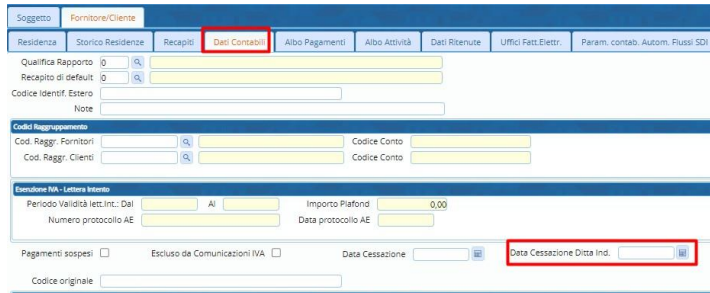 Soggetto Fornitore/Cliente
Residenza Storico Residenze Recapiti Dati Contabili Albo Pagamenti Albo Attività Dati Ritenute Uffici Fatt.Elettr. Param. contab. Autom. Flussi SDI
Qualifica Rapporto 0
Recapito di default 0
Codice Identif. Estero
Note
Codici Raggruppamento
Cod. Raggr. Fornitori Codice Conto
Cod. Raggr. Clienti Codice Conto
Esenzione IVA - Lettera Intento
Periodo Validità lett.Int.: Dal Al Importo Plafond 0,00
Numero protocollo AE Data protocollo AE
Pagamenti sospesi Escluso da Comunicazioni IVA Data Cessazione Data Cessazione Ditta Ind.
Codice originale